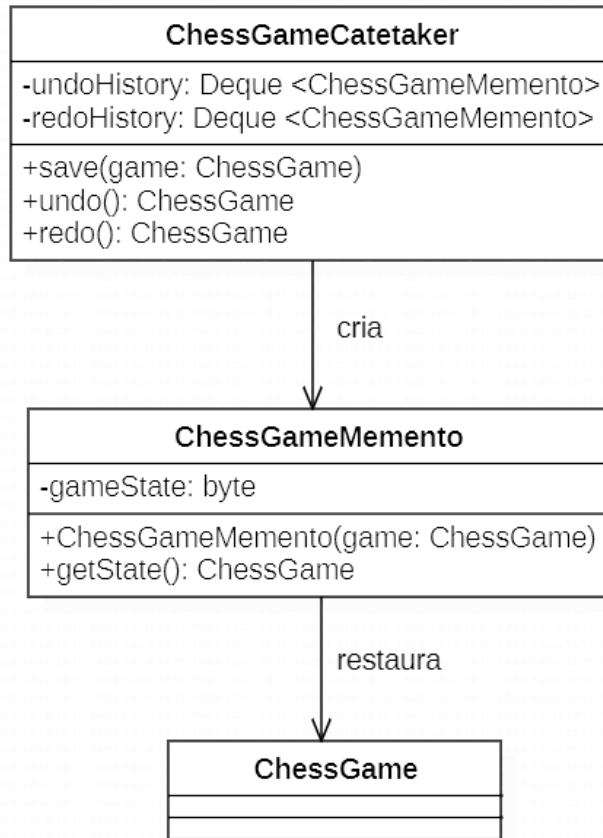 ChessGameCatetaker
-undoHistory: Deque <ChessGameMemento>
-redoHistory: Deque <ChessGameMemento>
+save(game: ChessGame)
+undo(): ChessGame
+redo(): ChessGame
cria
ChessGameMemento
-gameState: byte
+ChessGameMemento(game: ChessGame)
+getState(): ChessGame
restaura
ChessGame